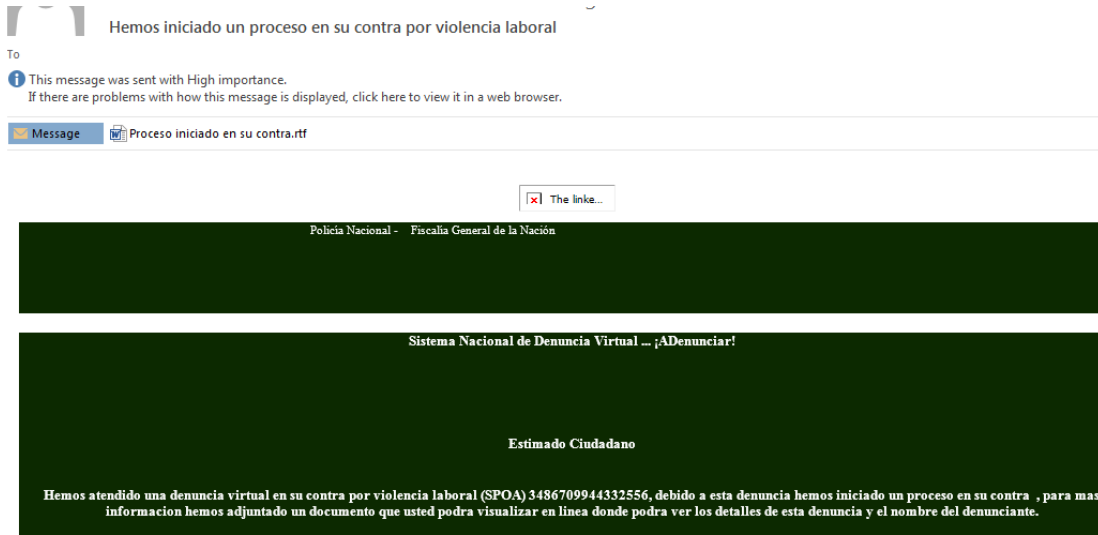 Hemos iniciado un proceso en su contra por violencia laboral
To
This message was sent with High importance.
If there are problems with how this message is displayed, click here to view it in a web browser.
Message Proceso iniciado en su contra.rtf
The linke...
Policia Nacional - Fiscalia General de la Nación
Sistema Nacional de Denuncia Virtual ... ¡ADenunciar!
Estimado Ciudadano
Hemos atendido una denuncia virtual en su contra por violencia laboral (SPOA) 3486709944332556, debido a esta denuncia hemos iniciado un proceso en su contra , para mas
informacion hemos adjuntado un documento que usted podra visualizar en linea donde podra ver los detalles de esta denuncia y el nombre del denunciante.